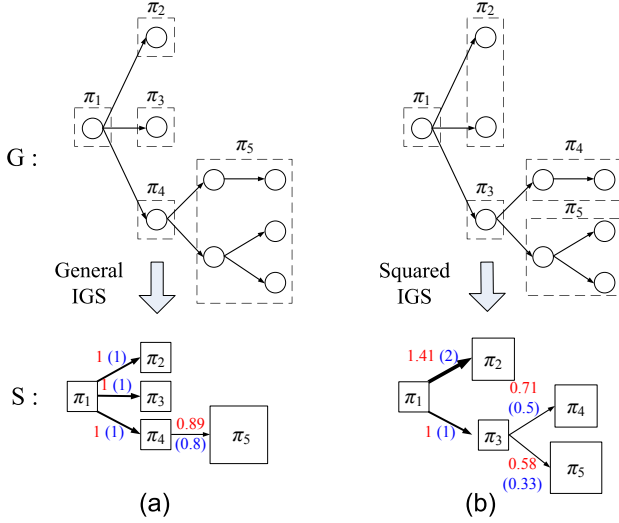 π2
π1
π3
G :
π4
π5
General
IGS
1 (1)
π2
1 (1)
S :
π1
π3
1 (1)
π4
0.89
(0.8)
π5
(a)
π2
π1
π4
π3
π5
Squared
IGS
1.41 (2)
π2
π1
0.71
(0.5)
π4
1 (1)
π3
0.58
(0.33)
π5
(b)